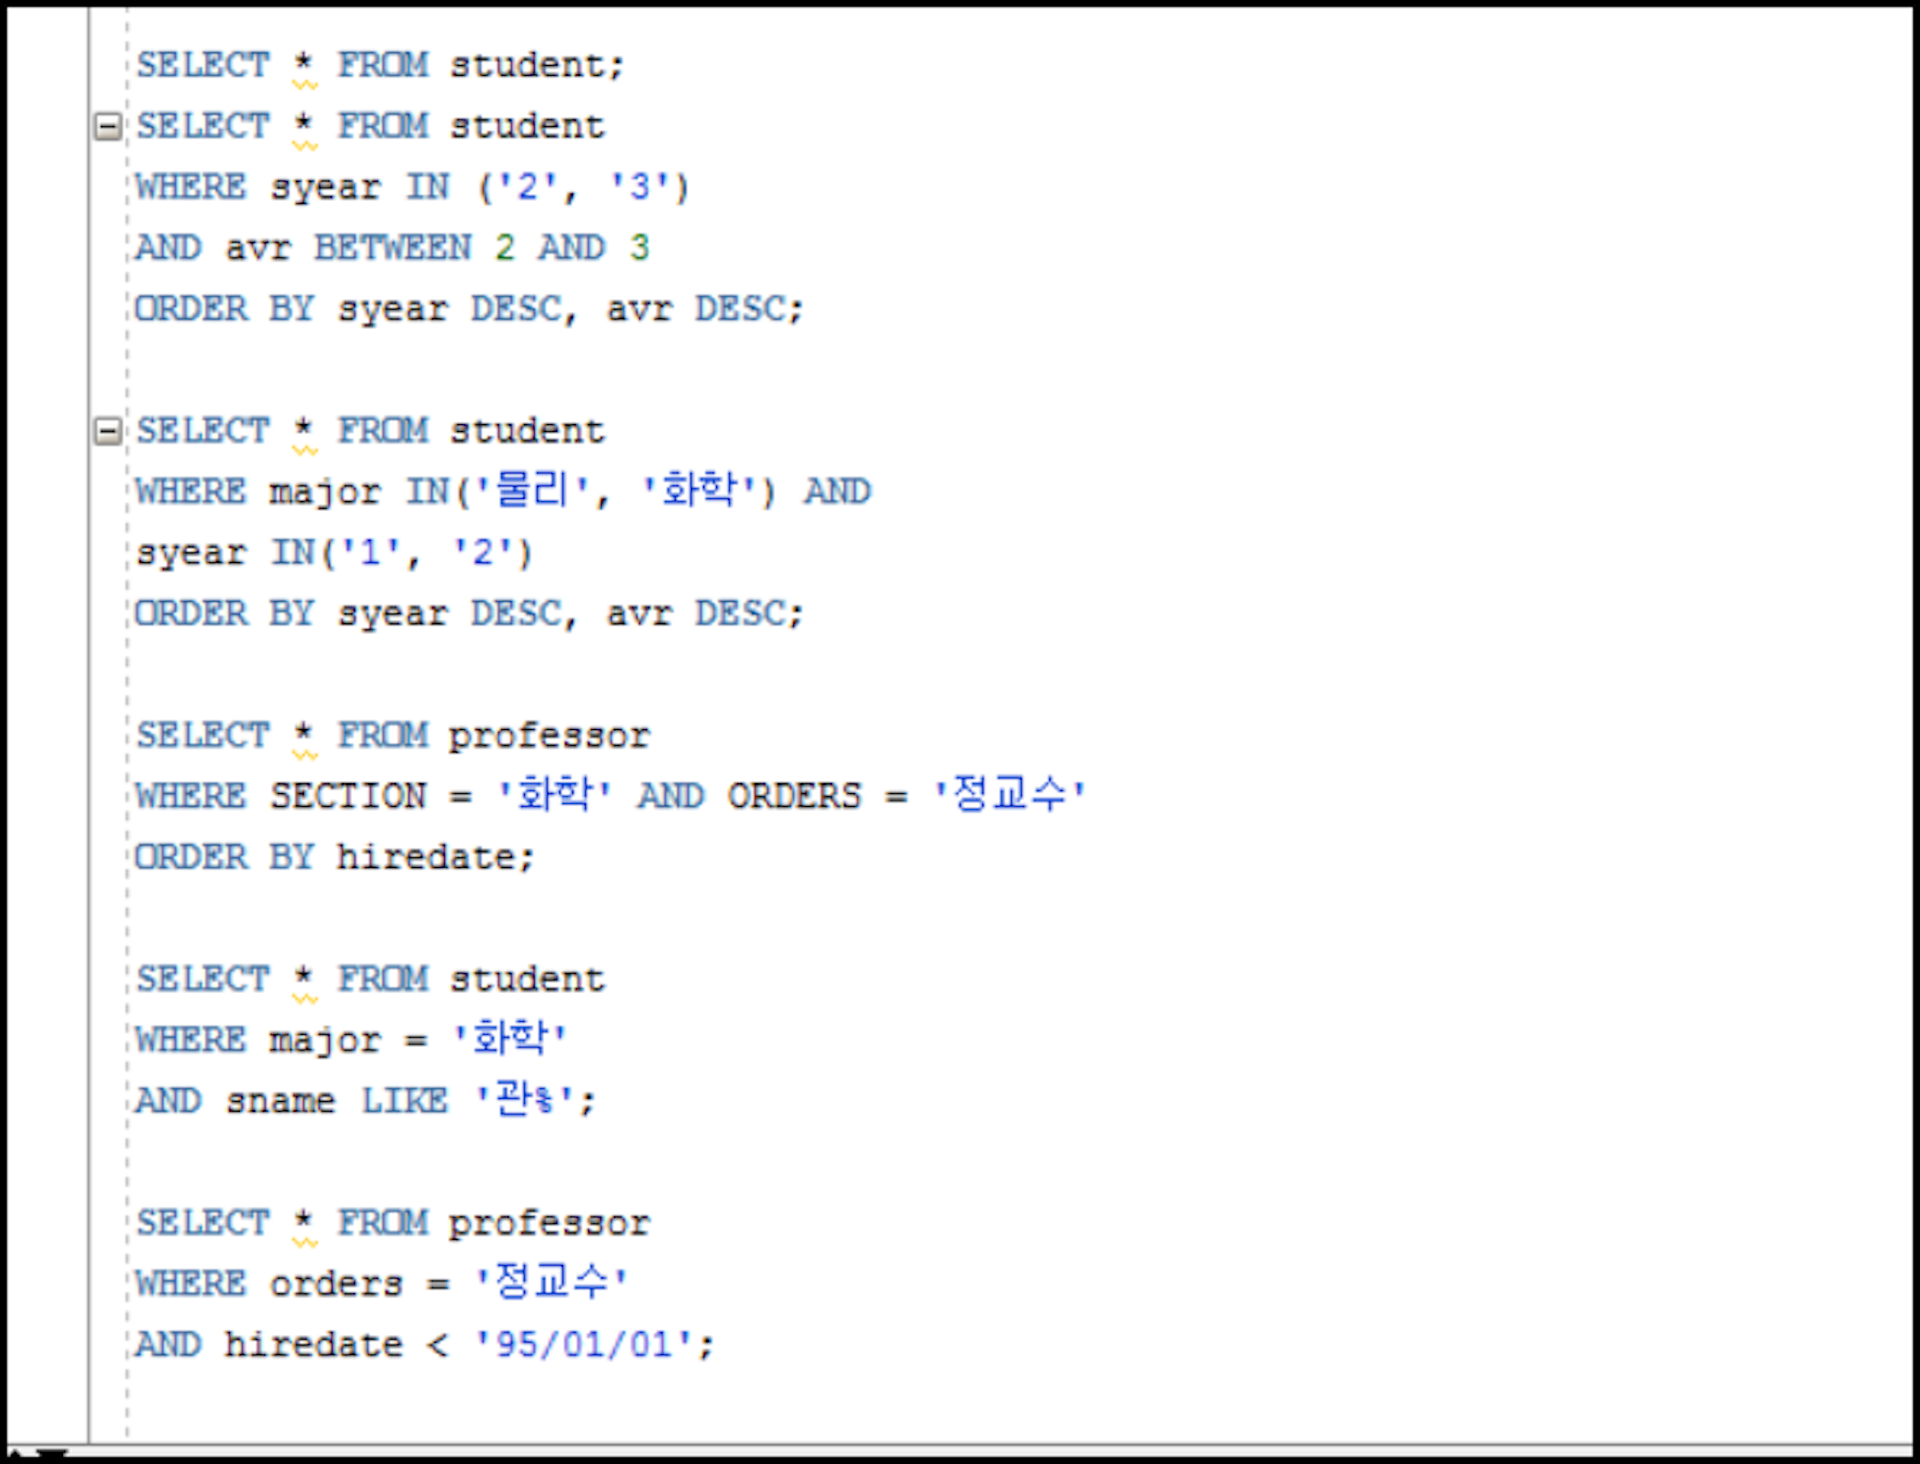 SELECT * FROM student;
SELECT * FROM student
WHERE syear IN ('2', '3')
AND avr BETWEEN 2 AND 3
ORDER BY syear DESC, avr DESC;
SELECT * FROM student
WHERE major IN('물리', '화학') AND
syear IN('1', '2')
ORDER BY syear DESC, avr DESC;
SELECT * FROM professor
WHERE SECTION = '화학' AND ORDERS = '정교수'
ORDER BY hiredate;
SELECT * FROM student
WHERE major = '화학'
AND sname LIKE '관%';
SELECT * FROM professor
WHERE orders = '정교수'
AND hiredate < '95/01/01';